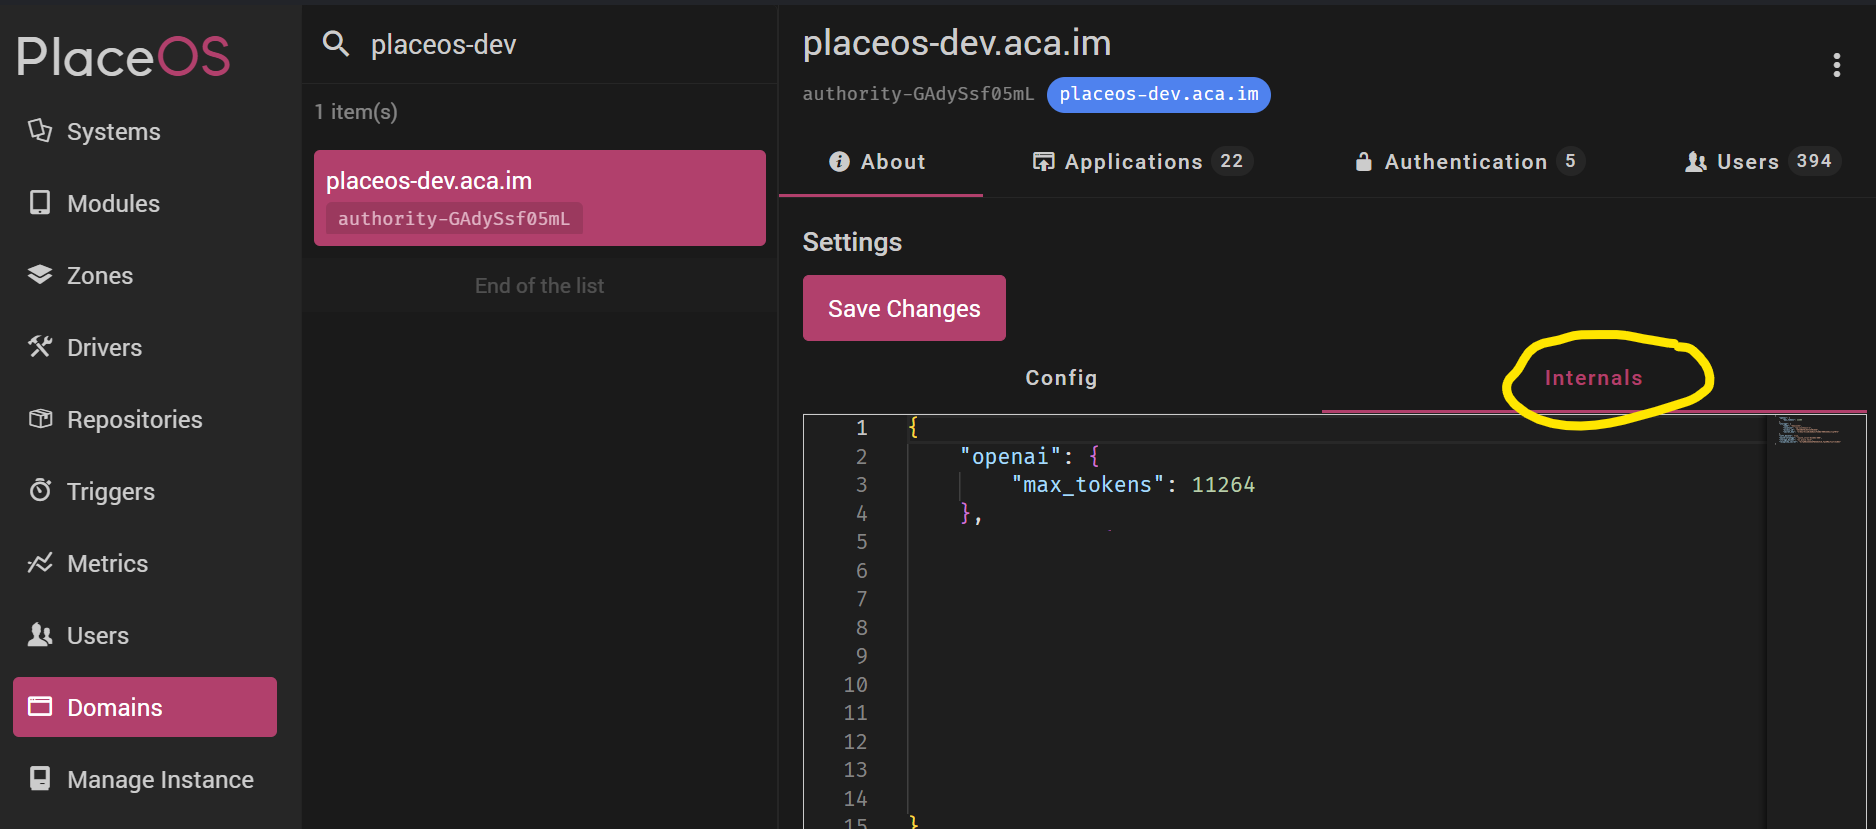 PlaceOS
Systems
Modules
Zones
Drivers
Repositories
Triggers
Metrics
Users
Domains
Manage Instance
placeos-dev
1 item(s)
placeos-dev.aca.im
authority-GAdySsf05mL
End of the list
placeos-dev.aca.im
authority-GAdySsf05mL placeos-dev.aca.im
About Applications 22 Authentication 5 Users 394
Settings
Save Changes
Config Internals
1 {
2 "openai": {
3 "max_tokens": 11264
4 },
5
6
7
8
9
10
11
12
13
14
15 }